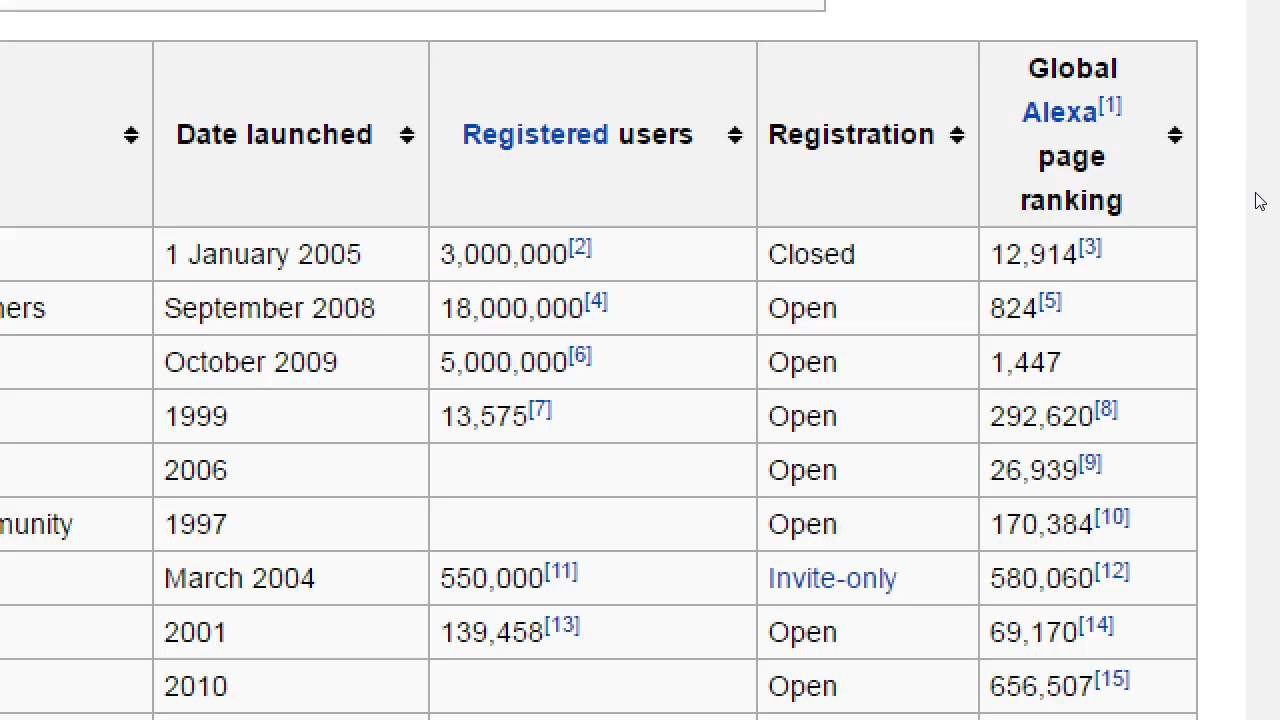 Date launched Registered users Registration Global Alexa[1] page ranking
1 January 2005 3,000,000[2] Closed 12,914[3]
ners September 2008 18,000,000[4] Open 824[5]
October 2009 5,000,000[6] Open 1,447
1999 13,575[7] Open 292,620[8]
2006 Open 26,939[9]
munity 1997 Open 170,384[10]
March 2004 550,000[11] Invite-only 580,060[12]
2001 139,458[13] Open 69,170[14]
2010 Open 656,507[15]